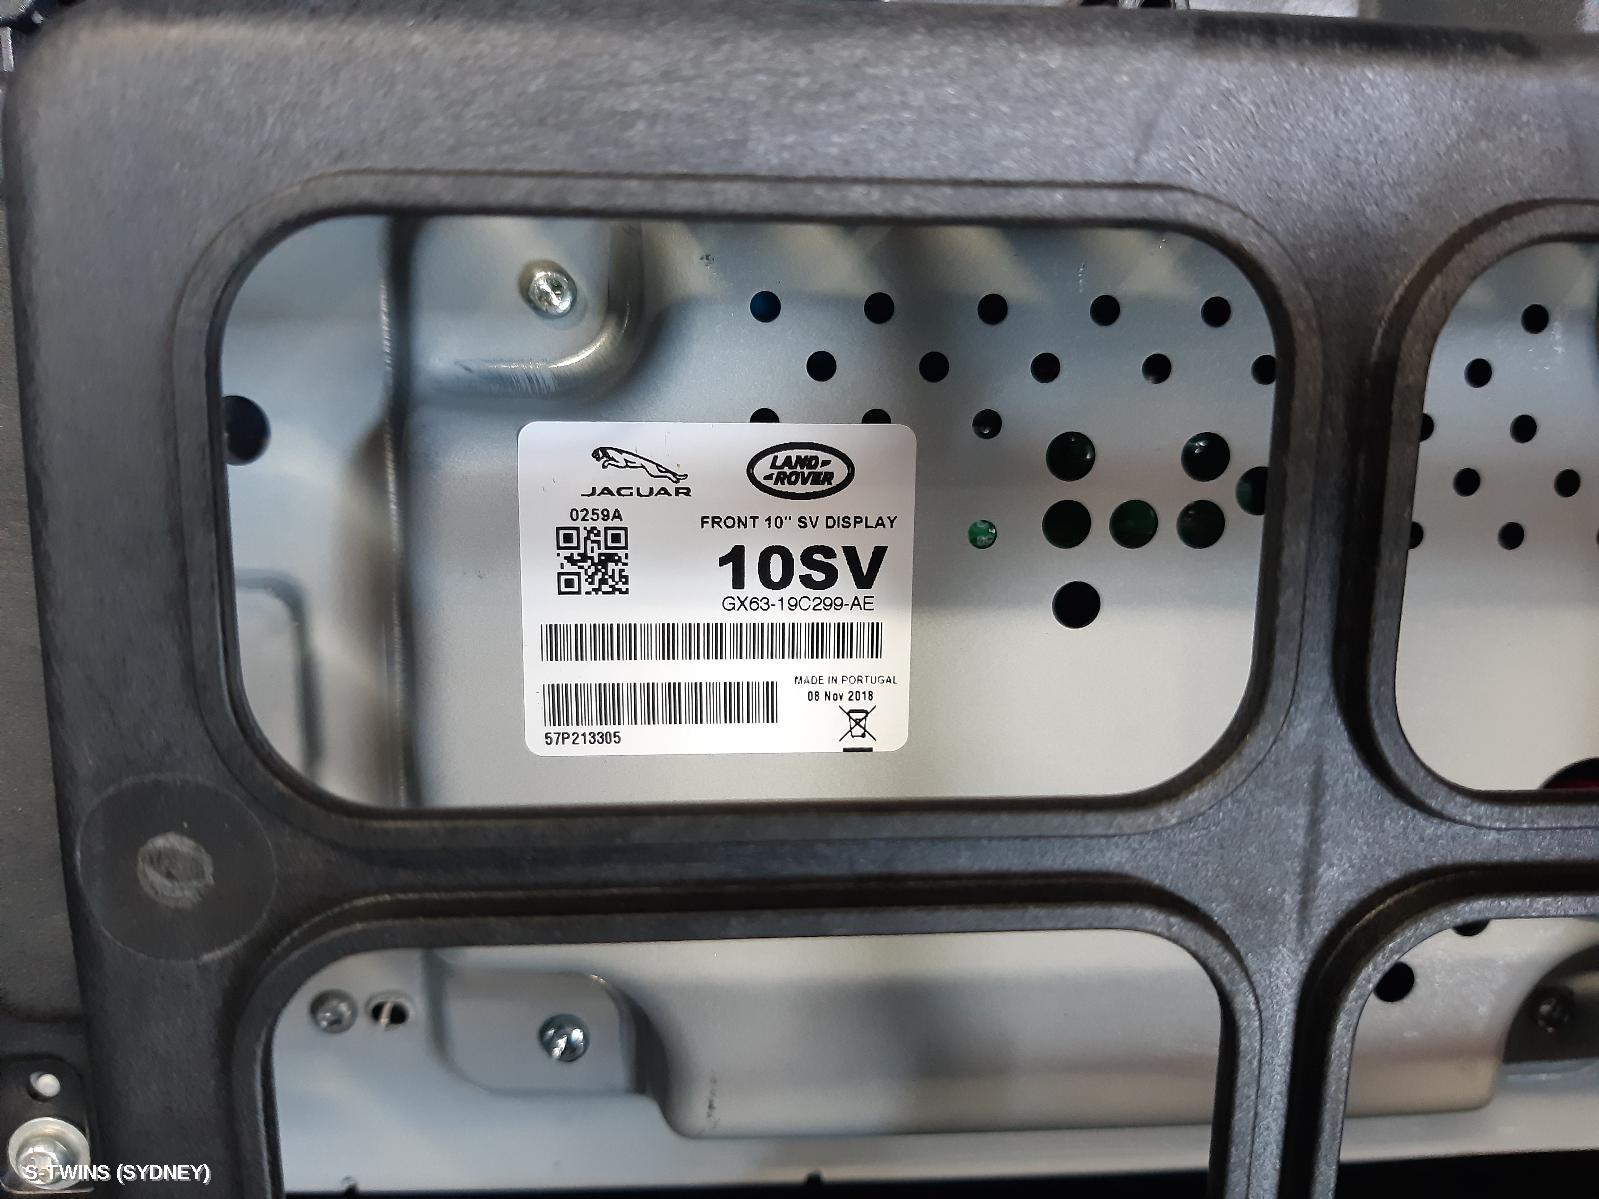 JAGUAR
LAND ROVER
0259A
FRONT 10" SV DISPLAY
10SV
GX63-19C299-AE
MADE IN PORTUGAL
08 Nov 2018
57P213305
S-TWINS (SYDNEY)